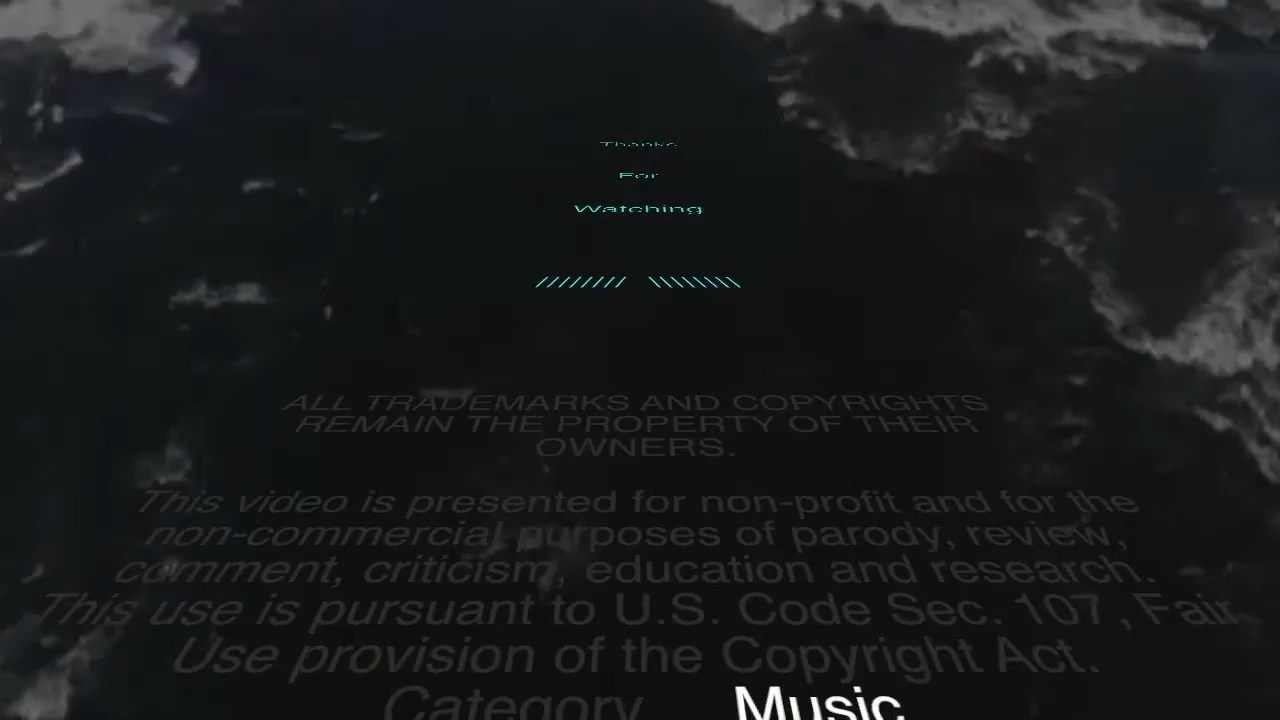 Thanks
For
Watching
ALL TRADEMARKS AND COPYRIGHTS
REMAIN THE PROPERTY OF THEIR
OWNERS.
This video is presented for non-profit and for the
non-commercial purposes of parody, review,
comment, criticism, education and research.
This use is pursuant to U.S. Code Sec. 107, Fair
Use provision of the Copyright Act.
Category Music